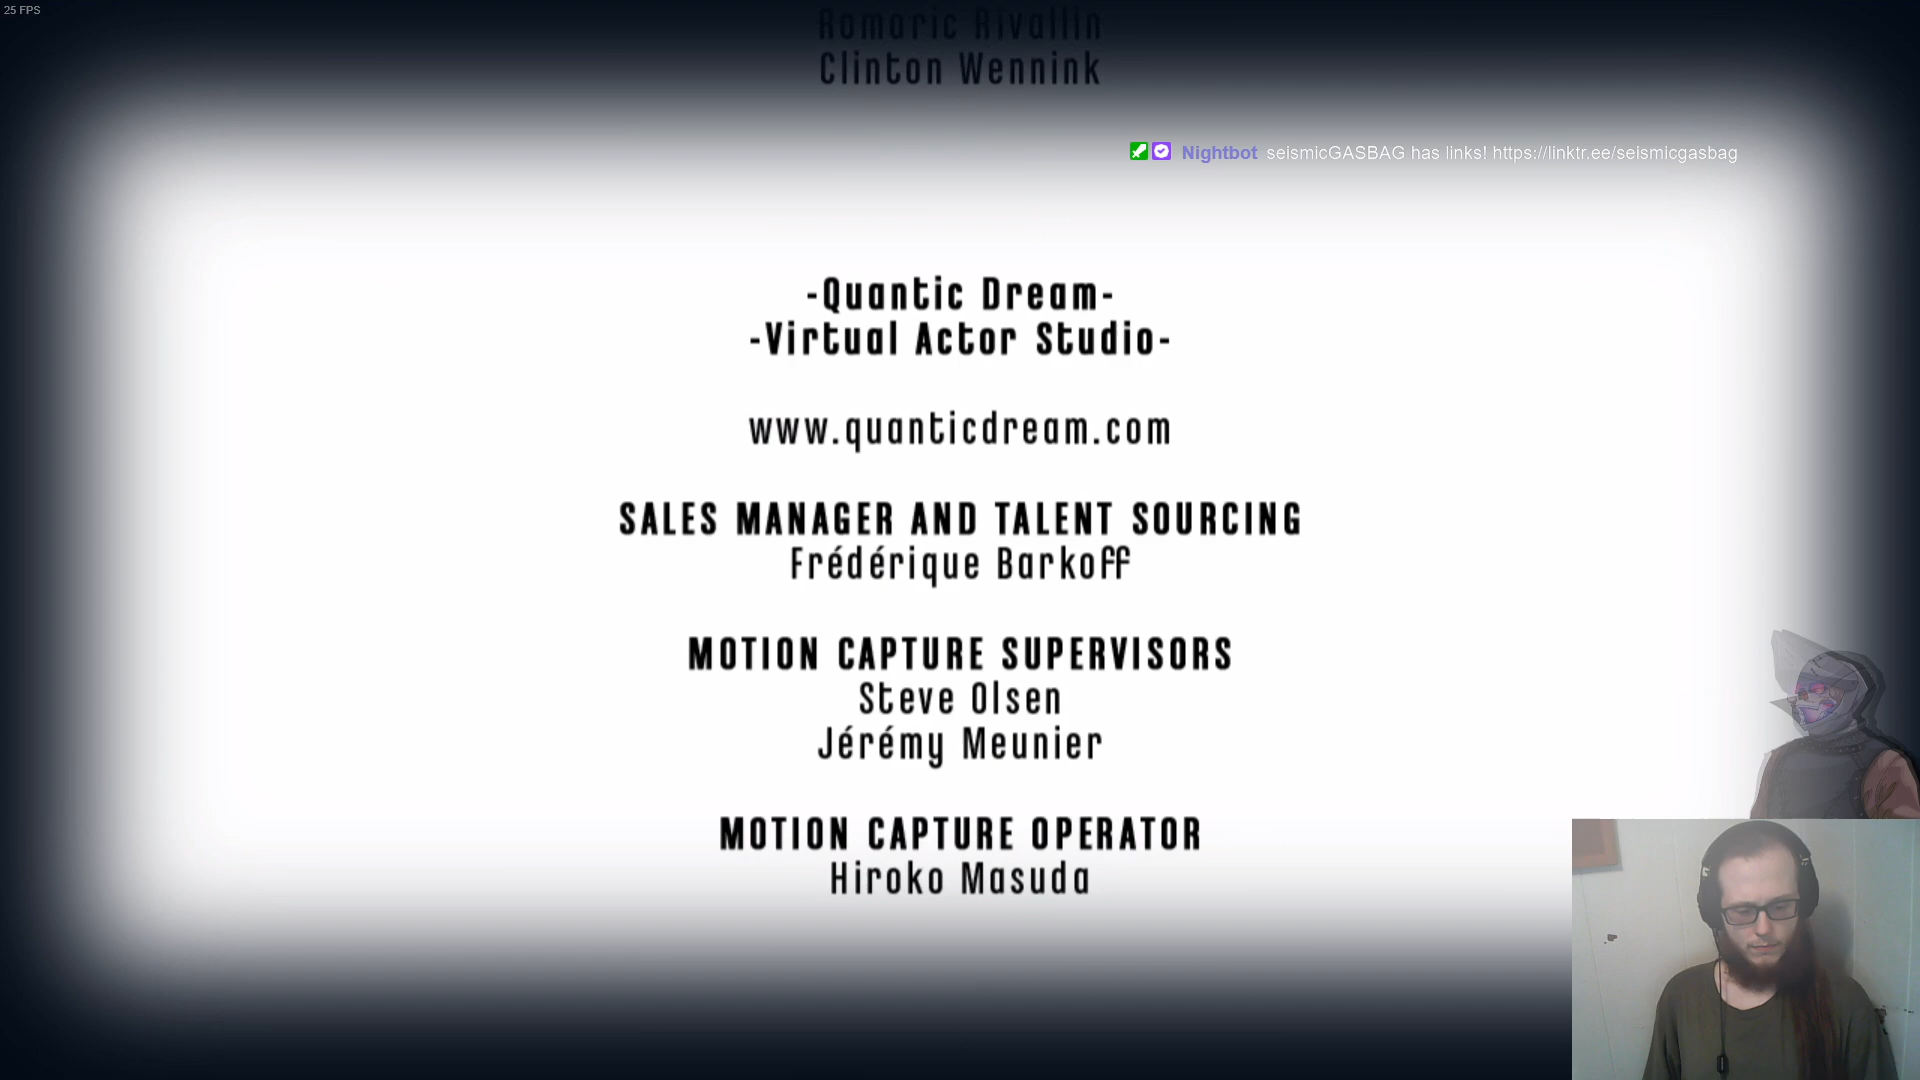 25 FPS
Romaric Rivallin
Clinton Wennink
Nightbot seismicGASBAG has links! https://linktr.ee/seismicgasbag
-Quantic Dream-
-Virtual Actor Studio-
www.quanticdream.com
SALES MANAGER AND TALENT SOURCING
Frédérique Barkoff
MOTION CAPTURE SUPERVISORS
Steve Olsen
Jérémy Meunier
MOTION CAPTURE OPERATOR
Hiroko Masuda